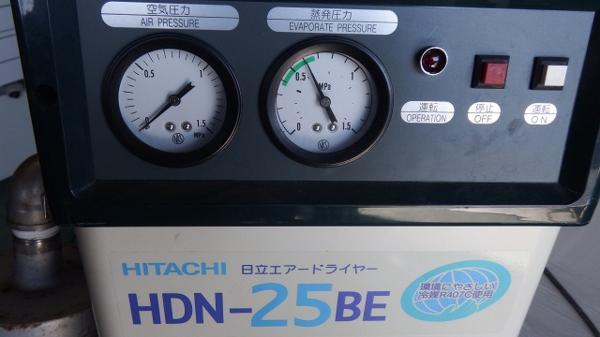 空気圧力
AIR PRESSURE
蒸発圧力
EVAPORATE PRESSURE
0.5
1
0
1.5
MPa
0.5
1
MPa
0
1.5
運転
OPERATION
停止
OFF
運転
ON
HITACHI 日立エアードライヤー
HDN-25BE
環境にやさしい
冷媒R407C使用